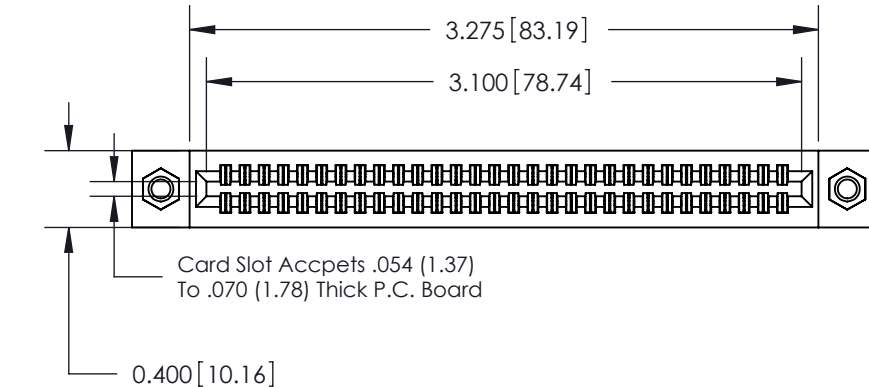 3.275[83.19]
3.100[78.74]
Card Slot Accpets .054 (1.37)
To .070 (1.78) Thick P.C. Board
0.400[10.16]